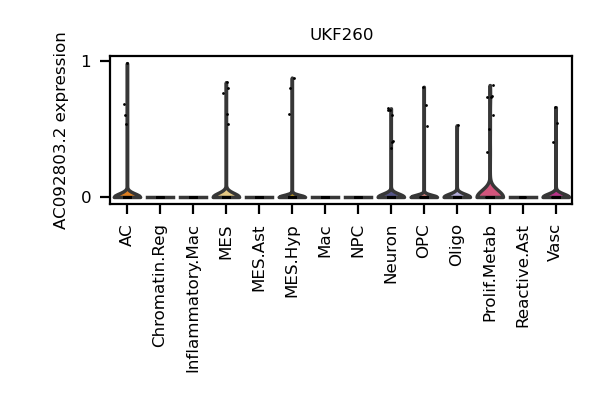 UKF260
AC092803.2 expression
1
0
AC
Chromatin.Reg
Inflammatory.Mac
MES
MES.Ast
MES.Hyp
Mac
NPC
Neuron
OPC
Oligo
Prolif.Metab
Reactive.Ast
Vasc